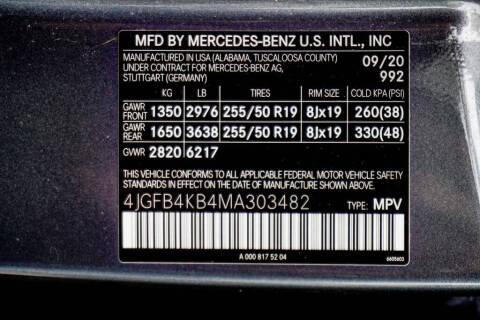 MFD BY MERCEDES-BENZ U.S. INTL., INC
MANUFACTURED IN USA (ALABAMA, TUSCALOOSA COUNTY) 09/20
UNDER CONTRACT FOR MERCEDES-BENZ AG, 992
STUTTGART (GERMANY)
KG LB TIRES RIM SIZE COLD KPA (PSI)
GAWR FRONT 1350 2976 255/50 R19 8Jx19 260(38)
GAWR REAR 1650 3638 255/50 R19 8Jx19 330(48)
GVWR 2820 6217
THIS VEHICLE CONFORMS TO ALL APPLICABLE FEDERAL MOTOR VEHICLE SAFETY
STANDARDS IN EFFECT ON THE DATE OF MANUFACTURE SHOWN ABOVE.
4JGFB4KB4MA303482 TYPE: MPV
A 000 817 52 04